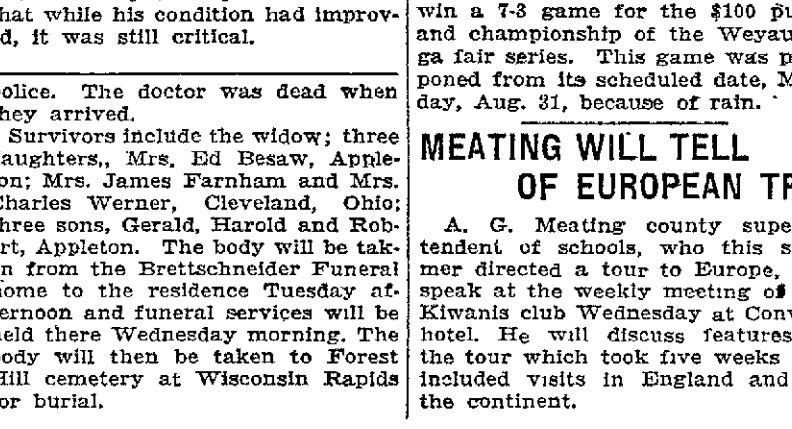 hat while his condition had improv-
d, it was still critical.
olice. The doctor was dead when
hey arrived.
Survivors include the widow; three
aughters,, Mrs. Ed Besaw, Apple-
on; Mrs. James Farnham and Mrs.
Charles Werner, Cleveland, Ohio;
hree sons, Gerald, Harold and Rob-
rt, Appleton. The body will be tak-
n from the Brettschneider Funeral
ome to the residence Tuesday af-
ernoon and funeral services will be
eld there Wednesday morning. The
ody will then be taken to Forest
Hill cemetery at Wisconsin Rapids
or burial.
win a 7-3 game for the $100 pu
and championship of the Weyau
ga fair series. This game was p
poned from its scheduled date, M
day, Aug. 31, because of rain.
MEATING WILL TELL
OF EUROPEAN TR
A. G. Meating county supe
tendent of schools, who this s
mer directed a tour to Europe,
speak at the weekly meeting of
Kiwanis club Wednesday at Conw
hotel. He will discuss features
the tour which took five weeks
included visits in England and
the continent.